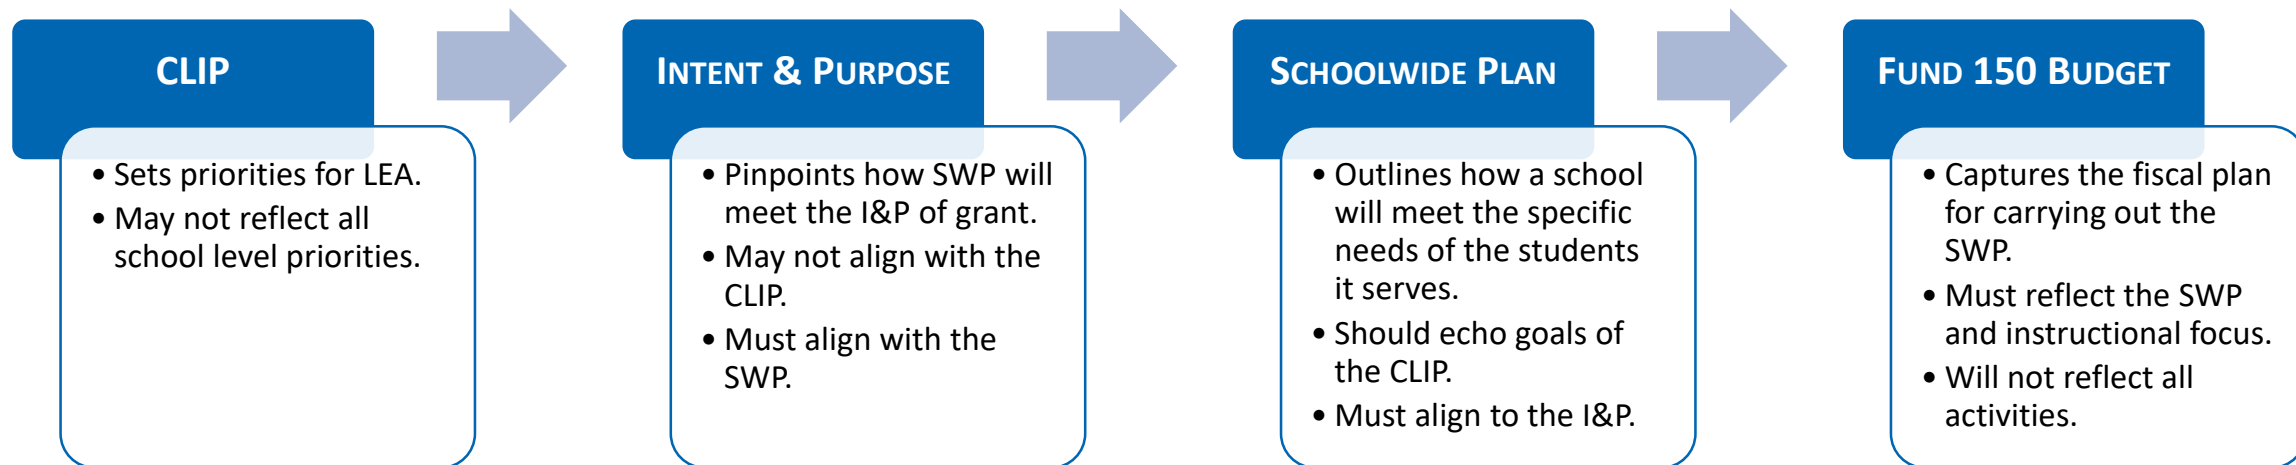 CLIP
• Sets priorities for LEA.
• May not reflect all
school level priorities.
INTENT & PURPOSE
• Pinpoints how SWP will
meet the I&P of grant.
• May not align with the
CLIP.
• Must align with the
SWP.
SCHOOLWIDE PLAN
• Outlines how a school
will meet the specific
needs of the students
it serves.
• Should echo goals of
the CLIP.
• Must align to the I&P.
FUND 150 BUDGET
• Captures the fiscal plan
for carrying out the
SWP.
• Must reflect the SWP
and instructional focus.
• Will not reflect all
activities.